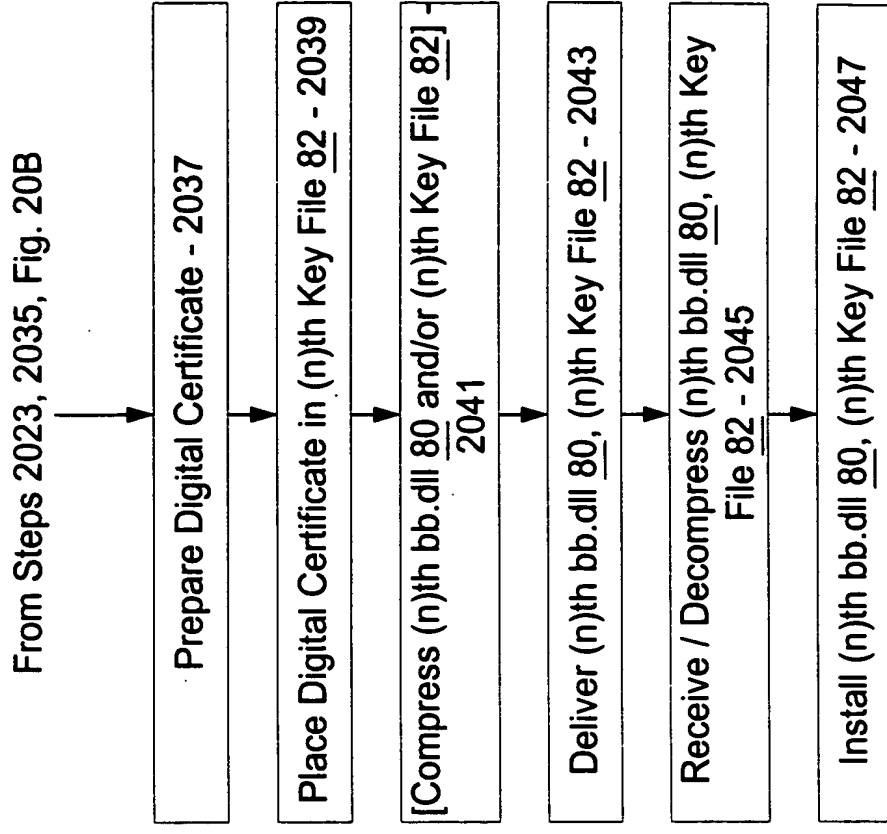 From Steps 2023, 2035, Fig. 20B
Prepare Digital Certificate - 2037
Place Digital Certificate in (n)th Key File 82 - 2039
[Compress (n)th bb.dll 80 and/or (n)th Key File 82] -
2041
Deliver (n)th bb.dll 80, (n)th Key File 82 - 2043
Receive / Decompress (n)th bb.dll 80, (n)th Key
File 82 - 2045
Install (n)th bb.dll 80, (n)th Key File 82 - 2047